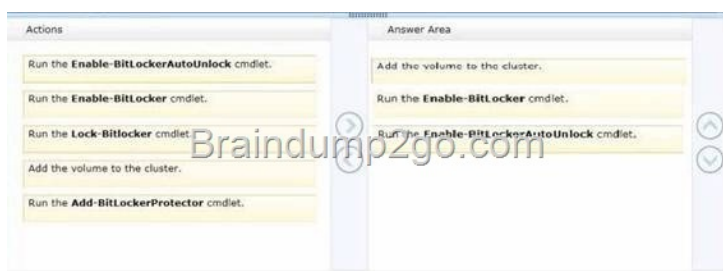 Actions
Run the Enable-BitLockerAutoUnlock cmdlet.
Run the Enable-BitLocker cmdlet.
Run the Lock-Bitlocker cmdlet.
Add the volume to the cluster.
Run the Add-BitLockerProtector cmdlet.
Answer Area
Add the volume to the cluster.
Run the Enable-BitLocker cmdlet.
Run the Enable-BitLockerAutoUnlock cmdlet.
Braindump2go.com